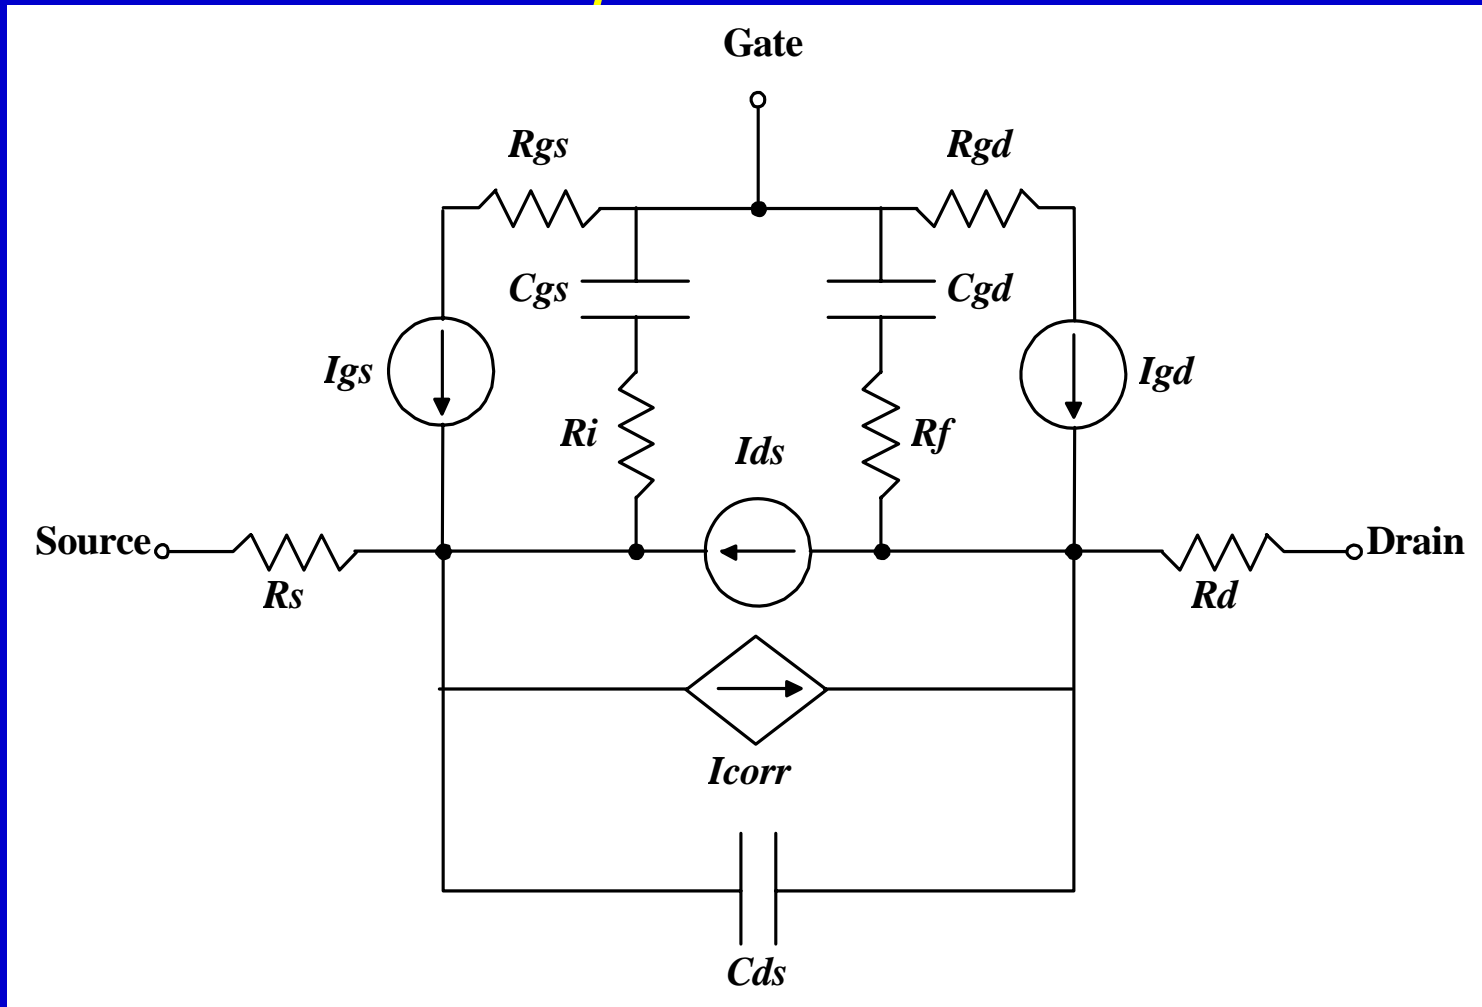 Gate
Rgs
Rgd
Cgs
Cgd
Igs
Igd
Ri
Rf
Ids
Source
Drain
Rs
Rd
Icorr
Cds